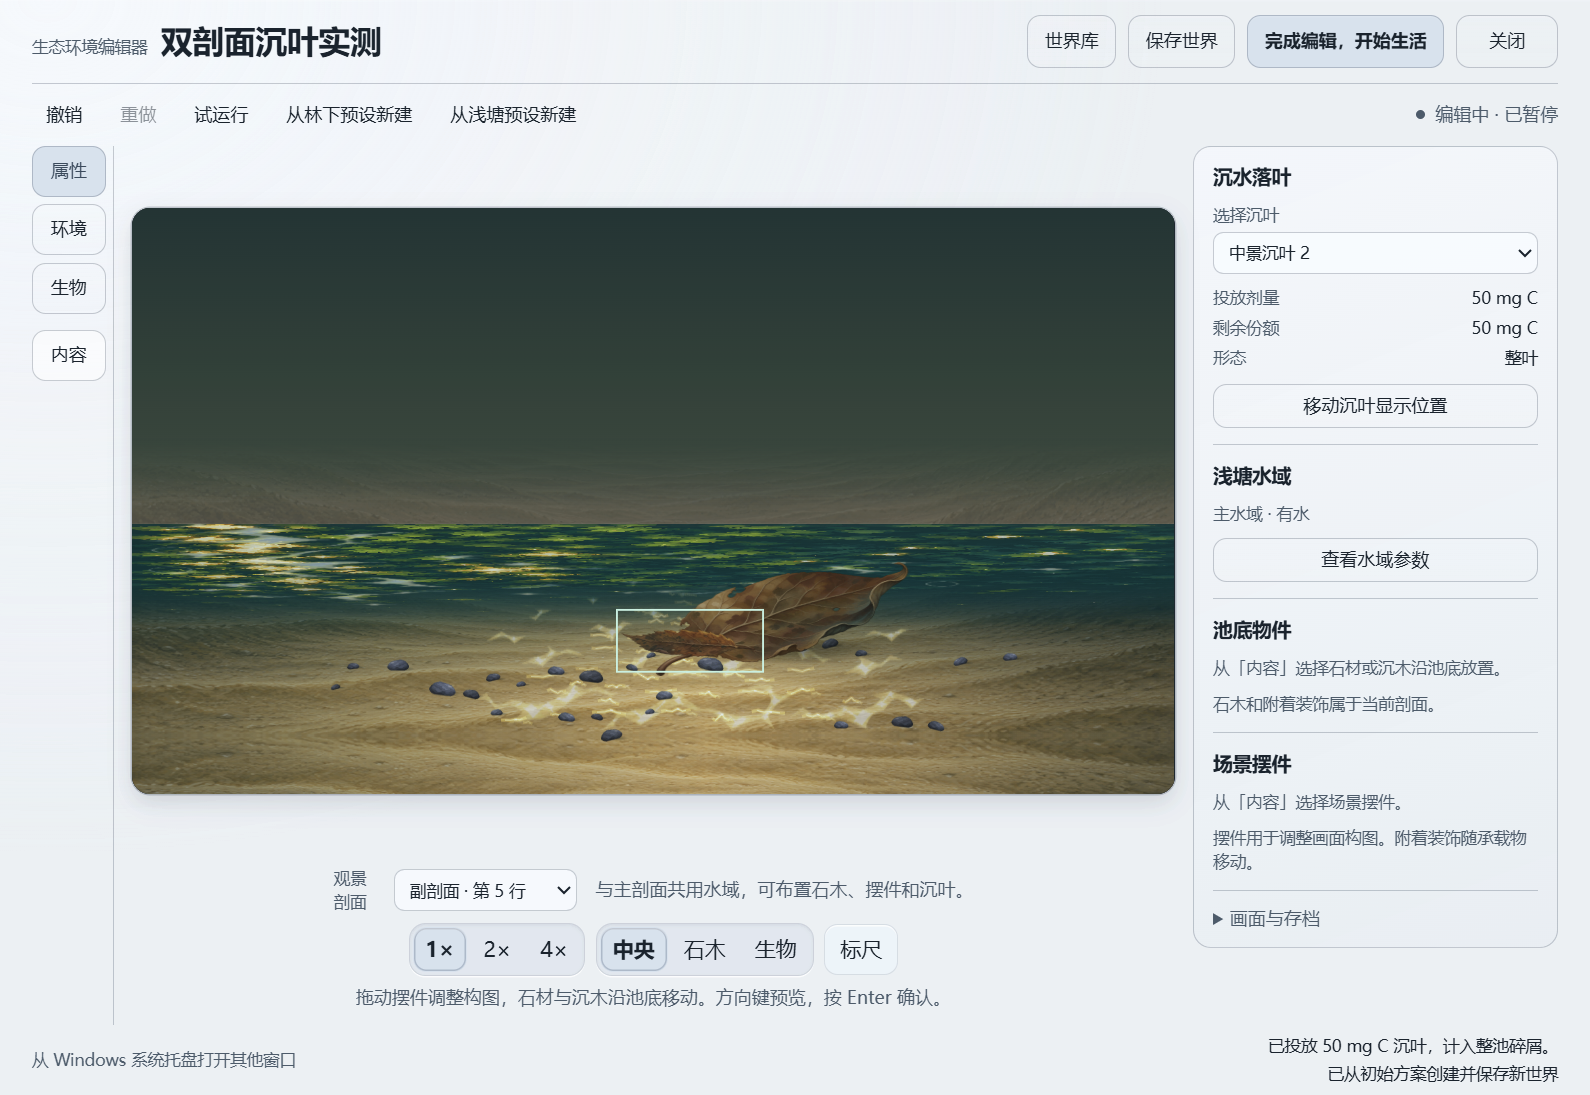 生态环境编辑器 双剖面沉叶实测
世界库 保存世界 完成编辑，开始生活 关闭
撤销 重做 试运行 从林下预设新建 从浅塘预设新建
编辑中 · 已暂停
属性
环境
生物
内容
沉水落叶
选择沉叶
中景沉叶 2
投放剂量 50 mg C
剩余份额 50 mg C
形态 整叶
移动沉叶显示位置
浅塘水域
主水域 · 有水
查看水域参数
池底物件
从「内容」选择石材或沉木沿池底放置。
石木和附着装饰属于当前剖面。
场景摆件
从「内容」选择场景摆件。
摆件用于调整画面构图。附着装饰随承载物
移动。
画面与存档
观景
剖面
副剖面 · 第 5 行
与主剖面共用水域，可布置石木、摆件和沉叶。
1× 2× 4× 中央 石木 生物 标尺
拖动摆件调整构图，石材与沉木沿池底移动。方向键预览，按 Enter 确认。
从 Windows 系统托盘打开其他窗口
已投放 50 mg C 沉叶，计入整池碎屑。
已从初始方案创建并保存新世界